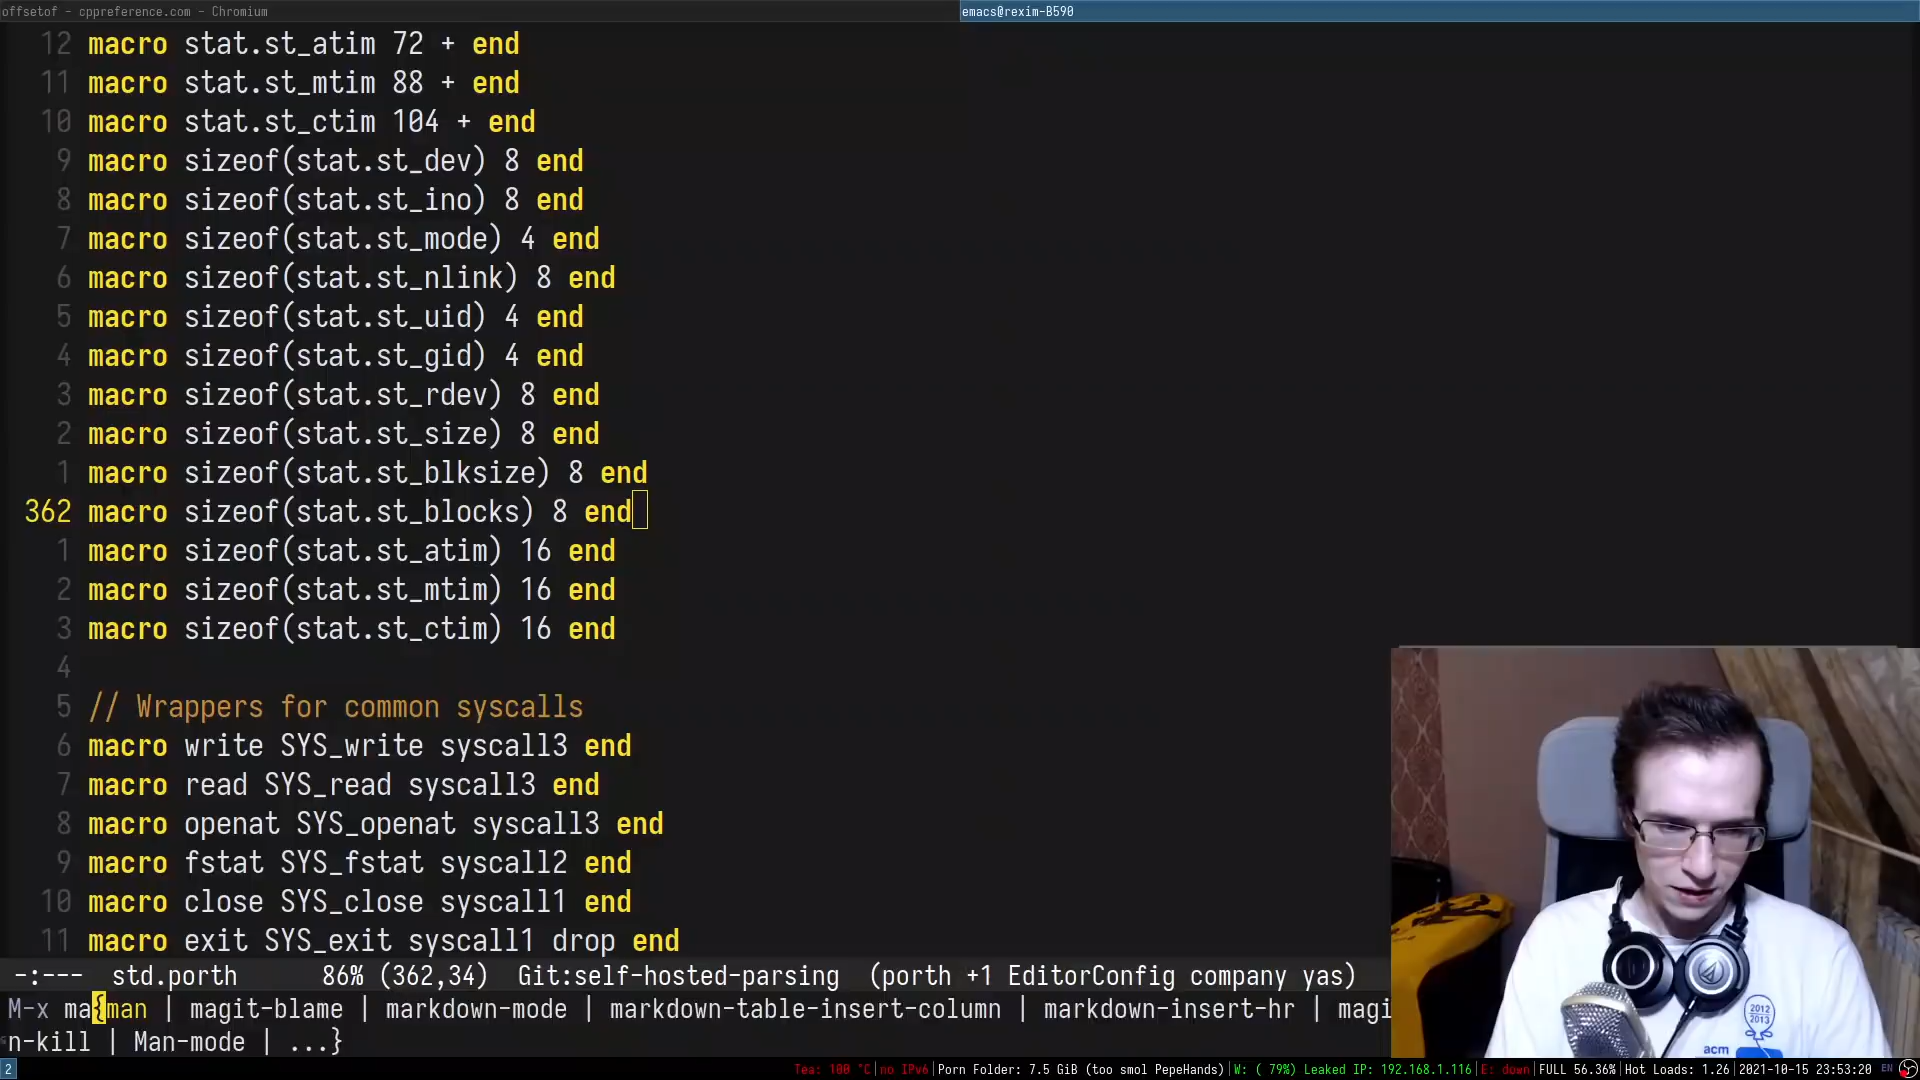 offsetof - cppreference.com - Chromium
emacs@rexim-B590
12 macro stat.st_atim 72 + end
11 macro stat.st_mtim 88 + end
10 macro stat.st_ctim 104 + end
9 macro sizeof(stat.st_dev) 8 end
8 macro sizeof(stat.st_ino) 8 end
7 macro sizeof(stat.st_mode) 4 end
6 macro sizeof(stat.st_nlink) 8 end
5 macro sizeof(stat.st_uid) 4 end
4 macro sizeof(stat.st_gid) 4 end
3 macro sizeof(stat.st_rdev) 8 end
2 macro sizeof(stat.st_size) 8 end
1 macro sizeof(stat.st_blksize) 8 end
362 macro sizeof(stat.st_blocks) 8 end
1 macro sizeof(stat.st_atim) 16 end
2 macro sizeof(stat.st_mtim) 16 end
3 macro sizeof(stat.st_ctim) 16 end
4
5 // Wrappers for common syscalls
6 macro write SYS_write syscall3 end
7 macro read SYS_read syscall3 end
8 macro openat SYS_openat syscall3 end
9 macro fstat SYS_fstat syscall2 end
10 macro close SYS_close syscall1 end
11 macro exit SYS_exit syscall1 drop end
-:--- std.porth 86% (362,34) Git:self-hosted-parsing (porth +1 EditorConfig company yas)
M-x ma{man | magit-blame | markdown-mode | markdown-table-insert-column | markdown-insert-hr | magi
n-kill | Man-mode | ...}
2012
2013
acm
2 Tea: 100 °C|no IPv6|Porn Folder: 7.5 GiB (too smol PepeHands)|W: ( 79%) Leaked IP: 192.168.1.116|E: down|FULL 56.36%|Hot Loads: 1.26|2021-10-15 23:53:20 EN